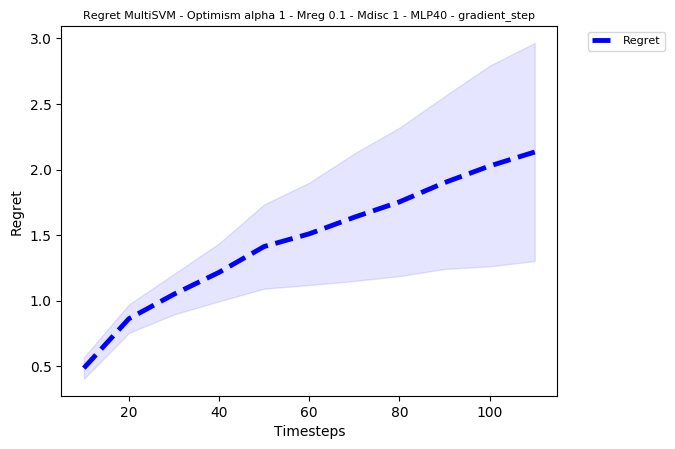 Regret MultiSVM - Optimism alpha 1 - Mreg 0.1 - Mdisc 1 - MLP40 - gradient_step
Regret
3.0
2.5
2.0
1.5
1.0
0.5
Regret
20 40 60 80 100
Timesteps